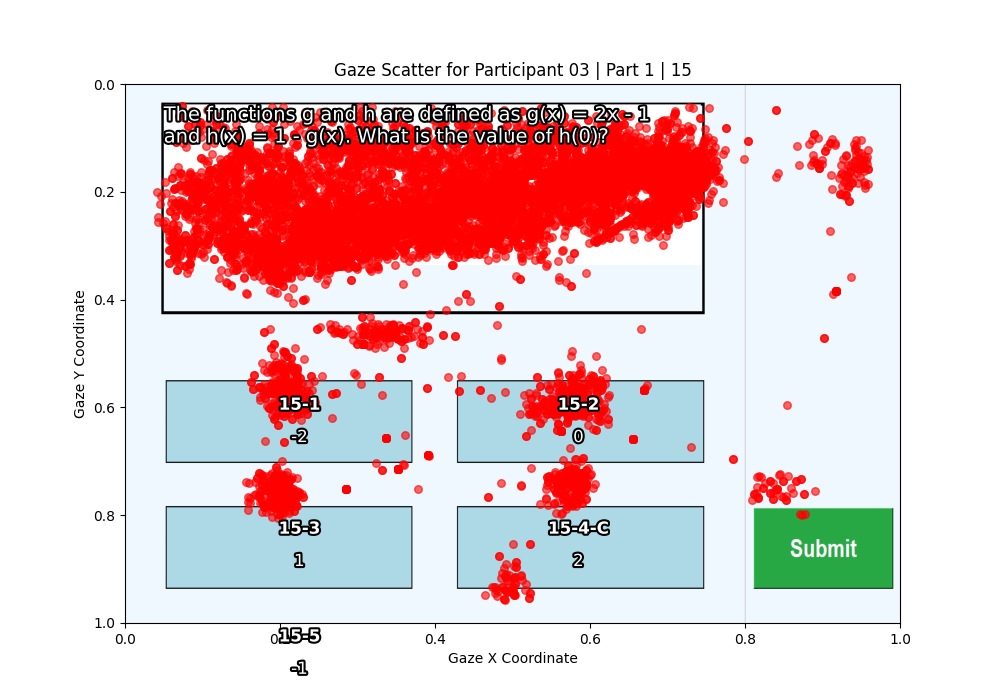 Gaze Scatter for Participant 03 | Part 1 | 15
The functions g and h are defined as g(x) = 2x - 1
and h(x) = 1 - g(x). What is the value of h(0)?
15-1
-2
15-2
0
15-3
1
15-4-C
2
15-5
-1
Submit
Gaze Y Coordinate
0.0
0.2
0.4
0.6
0.8
1.0
0.0 0.2 0.4 0.6 0.8 1.0
Gaze X Coordinate